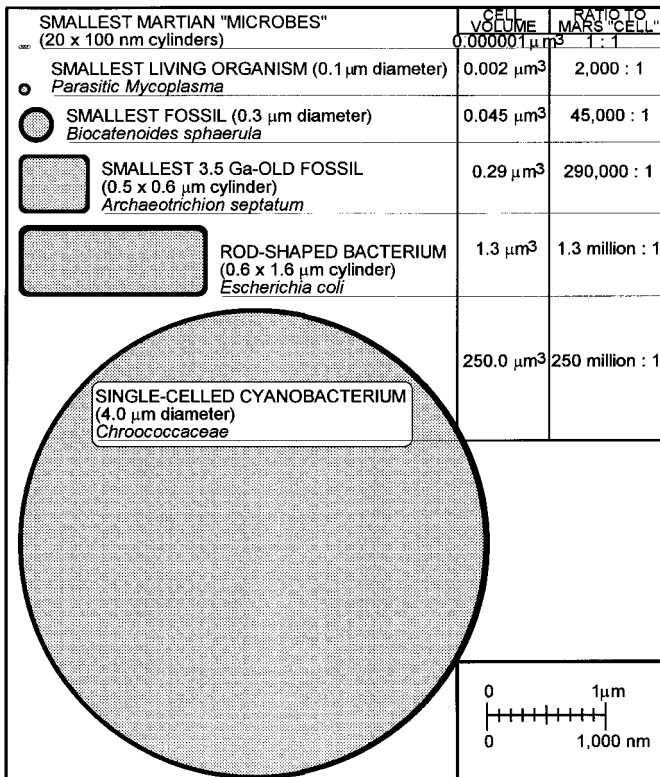 SMALLEST MARTIAN "MICROBES"
(20 x 100 nm cylinders)
CELL VOLUME
RATIO TO MARS "CELL"
0.000001 μm³
1 : 1
SMALLEST LIVING ORGANISM (0.1 μm diameter)
Parasitic Mycoplasma
0.002 μm³
2,000 : 1
SMALLEST FOSSIL (0.3 μm diameter)
Biocatenoides sphaerula
0.045 μm³
45,000 : 1
SMALLEST 3.5 Ga-OLD FOSSIL
(0.5 x 0.6 μm cylinder)
Archaeotrichion septatum
0.29 μm³
290,000 : 1
ROD-SHAPED BACTERIUM
(0.6 x 1.6 μm cylinder)
Escherichia coli
1.3 μm³
1.3 million : 1
250.0 μm³
250 million : 1
SINGLE-CELLED CYANOBACTERIUM
(4.0 μm diameter)
Chroococcaceae
0 1μm
0 1,000 nm